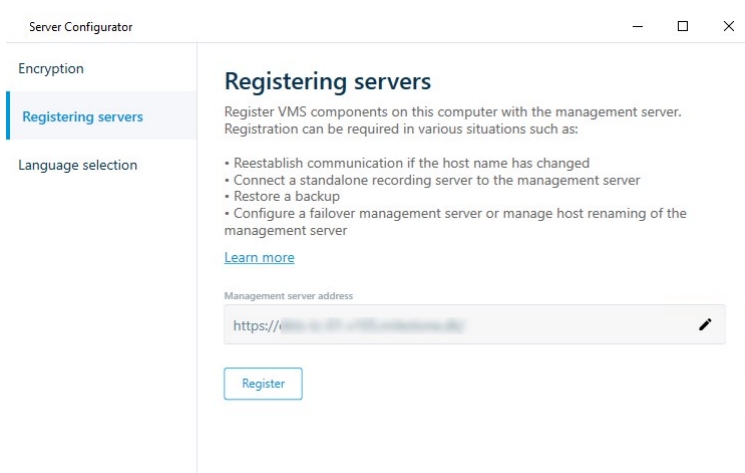 Server Configurator
Encryption
Registering servers
Language selection
Registering servers
Register VMS components on this computer with the management server.
Registration can be required in various situations such as:
• Reestablish communication if the host name has changed
• Connect a standalone recording server to the management server
• Restore a backup
• Configure a failover management server or manage host renaming of the
management server
Learn more
Management server address
https://
Register